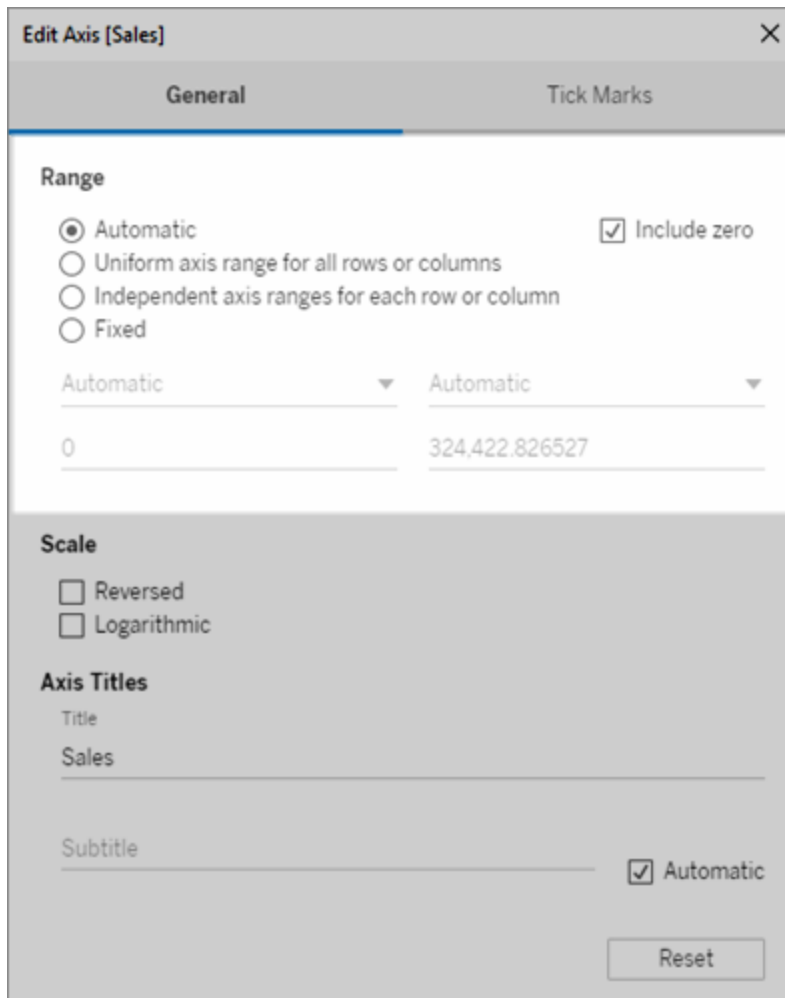 Edit Axis [Sales]
General Tick Marks
Range
Automatic Include zero
Uniform axis range for all rows or columns
Independent axis ranges for each row or column
Fixed
Automatic Automatic
0 324,422.826527
Scale
Reversed
Logarithmic
Axis Titles
Title
Sales
Subtitle
Automatic
Reset